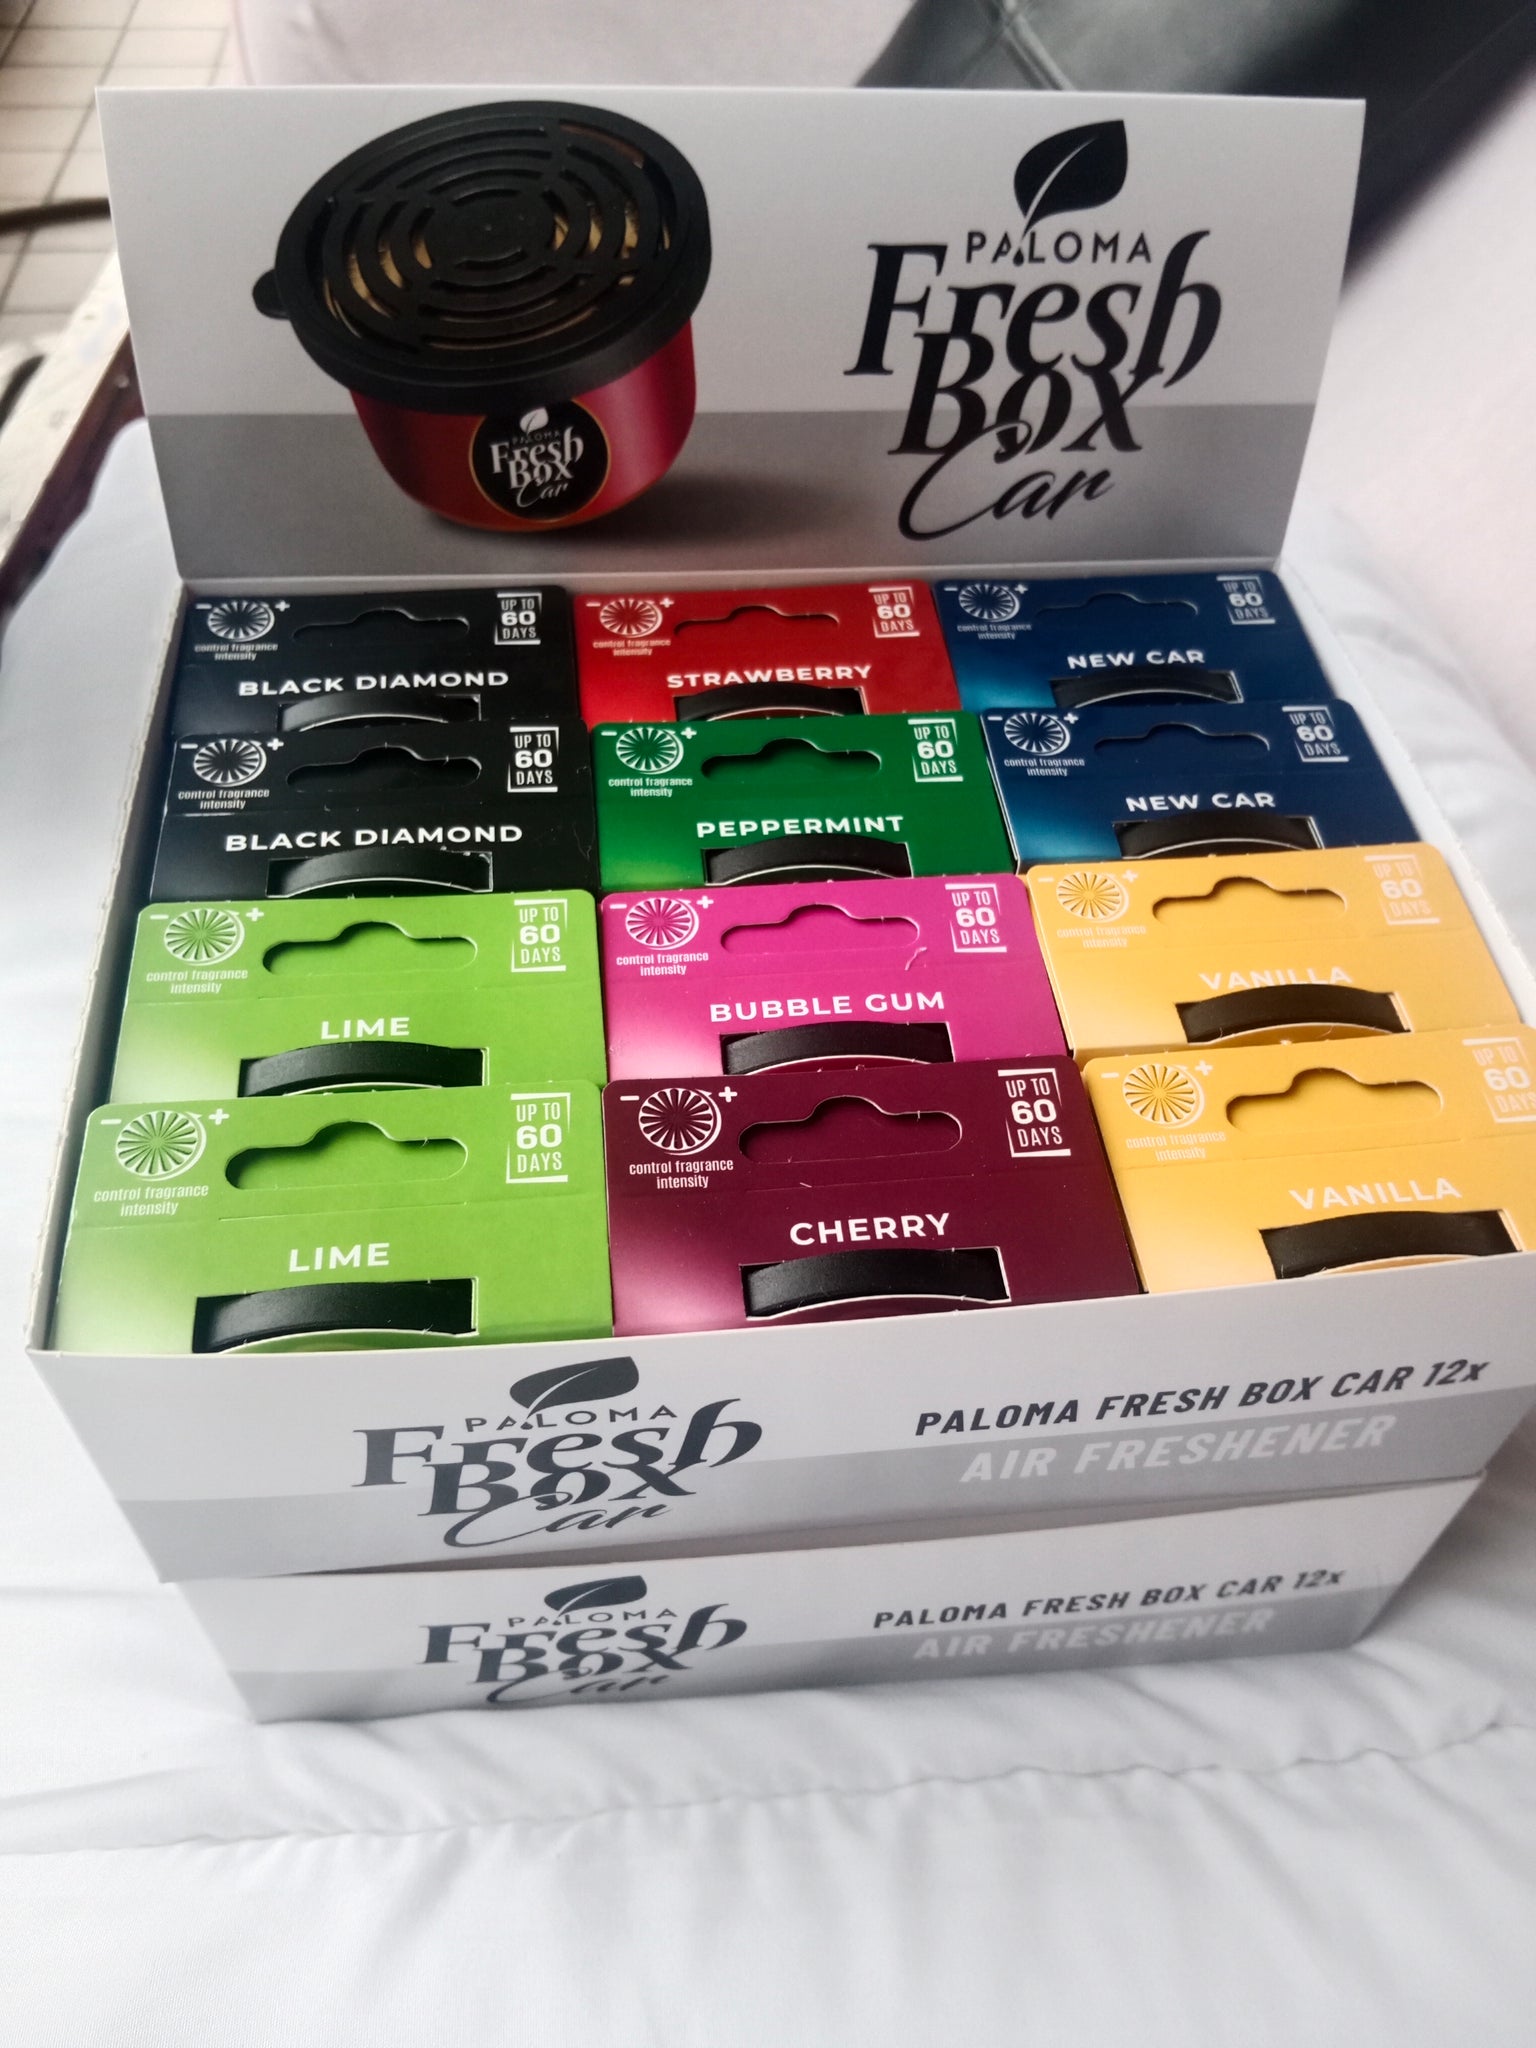 PALOMA
Fresh
Box
Car
PALOMA
Fresh
Box
Car
- +
control fragrance
intensity
UP TO
60
DAYS
BLACK DIAMOND
- +
control fragrance
intensity
UP TO
60
DAYS
STRAWBERRY
- +
control fragrance
intensity
UP TO
60
DAYS
NEW CAR
- +
control fragrance
intensity
UP TO
60
DAYS
BLACK DIAMOND
- +
control fragrance
intensity
UP TO
60
DAYS
PEPPERMINT
- +
control fragrance
intensity
UP TO
60
DAYS
NEW CAR
- +
control fragrance
intensity
UP TO
60
DAYS
LIME
- +
control fragrance
intensity
UP TO
60
DAYS
BUBBLE GUM
- +
control fragrance
intensity
UP TO
60
DAYS
VANILLA
- +
control fragrance
intensity
UP TO
60
DAYS
LIME
- +
control fragrance
intensity
UP TO
60
DAYS
CHERRY
- +
control fragrance
intensity
UP TO
60
DAYS
VANILLA
PALOMA
Fresh
Box
Car
PALOMA FRESH BOX CAR 12x
AIR FRESHENER
PALOMA
Fresh
Box
Car
PALOMA FRESH BOX CAR 12x
AIR FRESHENER